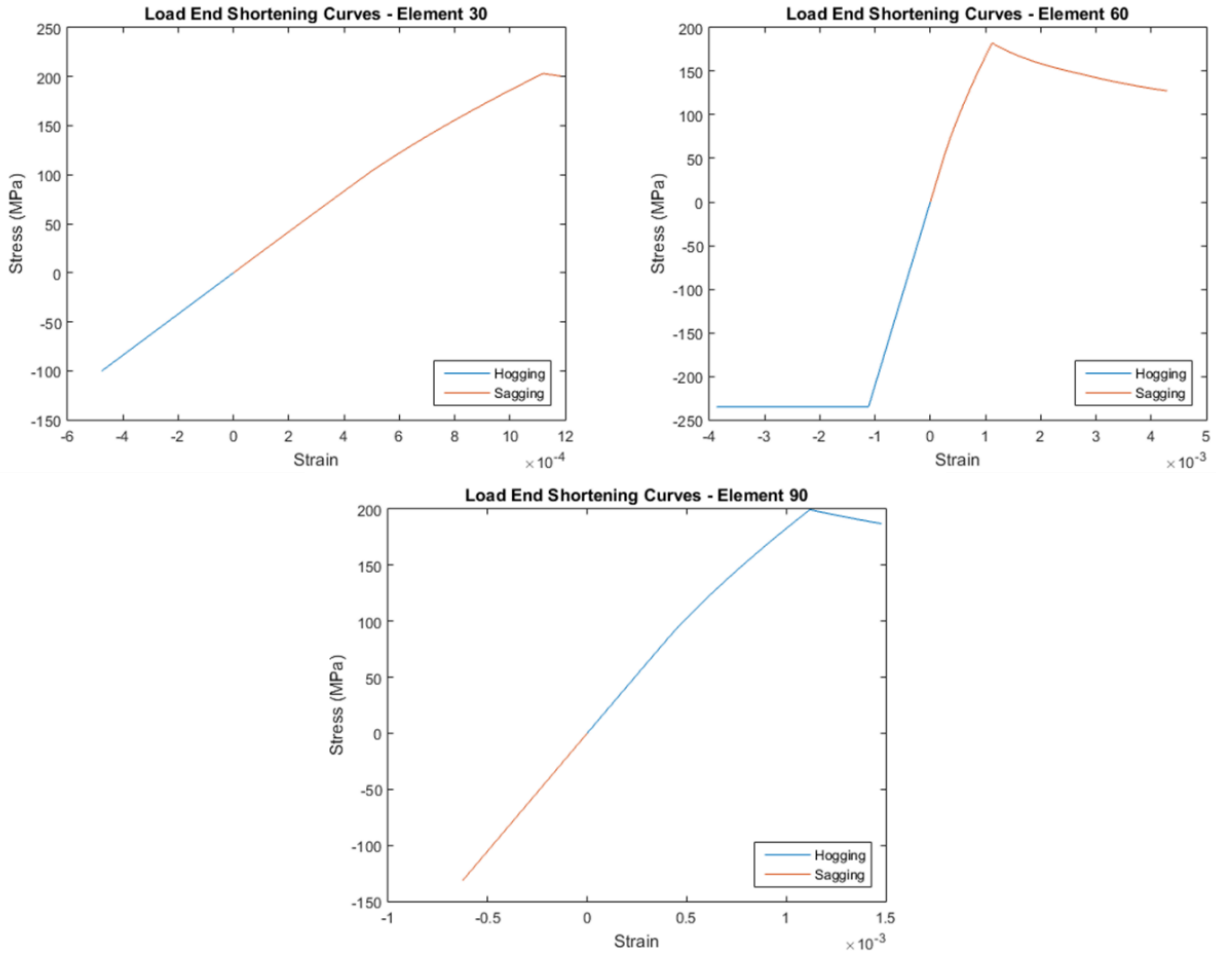 Load End Shortening Curves - Element 30
250
200
150
100
50
0
-50
-100
-150
Stress (MPa)
-6 -4 -2 0 2 4 6 8 10 12
Strain
×10^-4
Hogging
Sagging
Load End Shortening Curves - Element 60
200
150
100
50
0
-50
-100
-150
-200
-250
Stress (MPa)
-4 -3 -2 -1 0 1 2 3 4 5
Strain
×10^-3
Hogging
Sagging
Load End Shortening Curves - Element 90
200
150
100
50
0
-50
-100
-150
Stress (MPa)
-1 -0.5 0 0.5 1 1.5
Strain
×10^-3
Hogging
Sagging